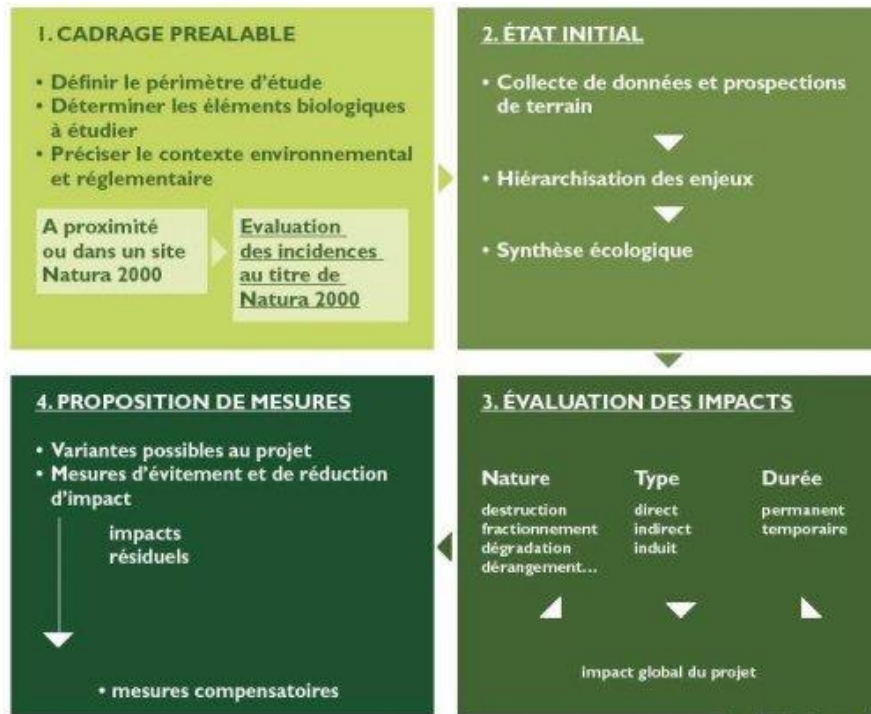 1. CADRAGE PREALABLE
• Définir le périmètre d'étude
• Déterminer les éléments biologiques
à étudier
• Préciser le contexte environnemental
et réglementaire
A proximité
ou dans un site
Natura 2000
Evaluation
des incidences
au titre de
Natura 2000
2. ÉTAT INITIAL
• Collecte de données et prospections
de terrain
• Hiérarchisation des enjeux
• Synthèse écologique
3. ÉVALUATION DES IMPACTS
Nature
destruction
fractionnement
dégradation
dérangement...
Type
direct
indirect
induit
Durée
permanent
temporaire
impact global du projet
4. PROPOSITION DE MESURES
• Variantes possibles au projet
• Mesures d'évitement et de réduction
d'impact
impacts
résiduels
• mesures compensatoires